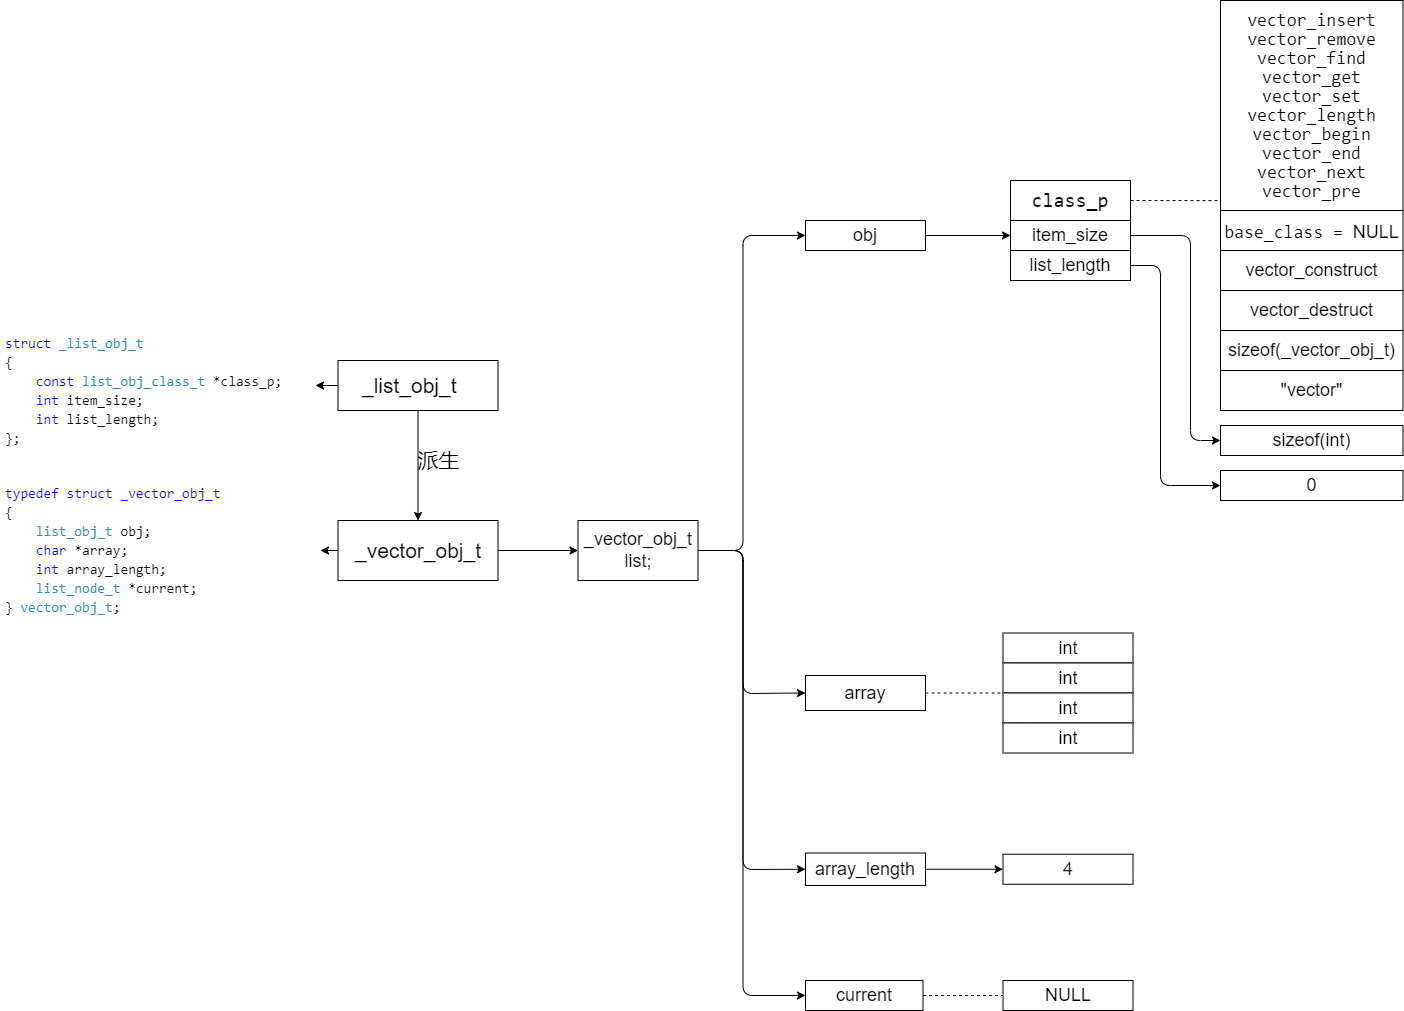 struct _list_obj_t
{
    const list_obj_class_t *class_p;
    int item_size;
    int list_length;
};
typedef struct _vector_obj_t
{
    list_obj_t obj;
    char *array;
    int array_length;
    list_node_t *current;
} vector_obj_t;
_list_obj_t
派生
_vector_obj_t
_vector_obj_t
list;
obj
class_p
item_size
list_length
vector_insert
vector_remove
vector_find
vector_get
vector_set
vector_length
vector_begin
vector_end
vector_next
vector_pre
base_class = NULL
vector_construct
vector_destruct
sizeof(_vector_obj_t)
"vector"
sizeof(int)
0
array
int
int
int
int
array_length
4
current
NULL